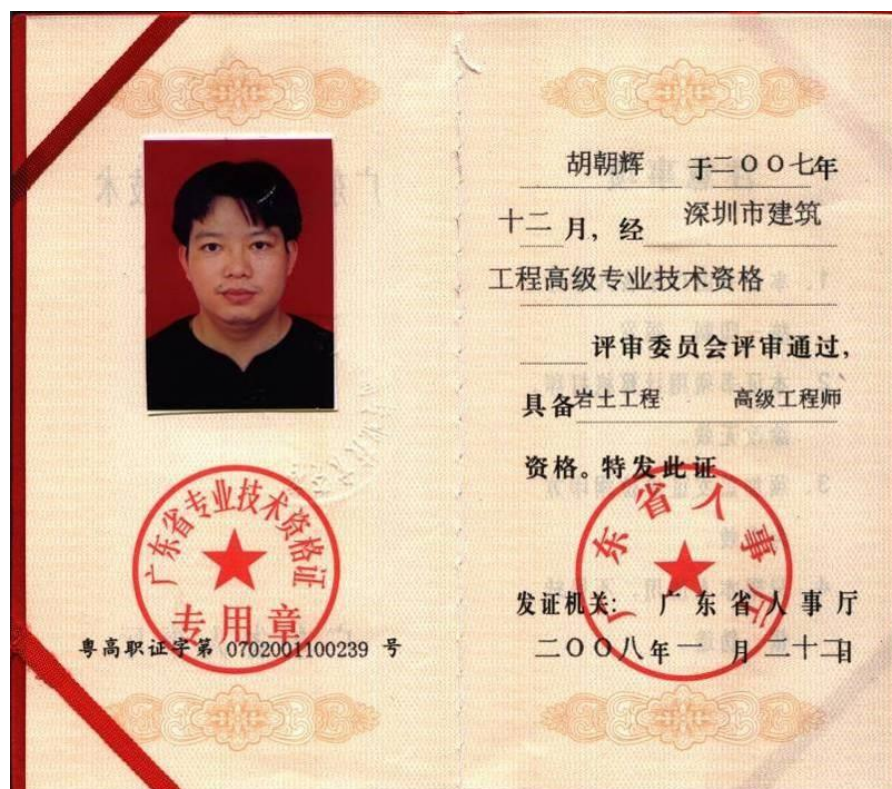 广东省专业技术资格证
专用章
粤高职证字第 0702001100239 号
胡朝辉 于二〇〇七年
十二月，经 深圳市建筑
工程高级专业技术资格
评审委员会评审通过，
具备岩土工程 高级工程师
资格。特发此证
广东省人事厅
发证机关：广东省人事厅
二〇〇八年一月二十二日